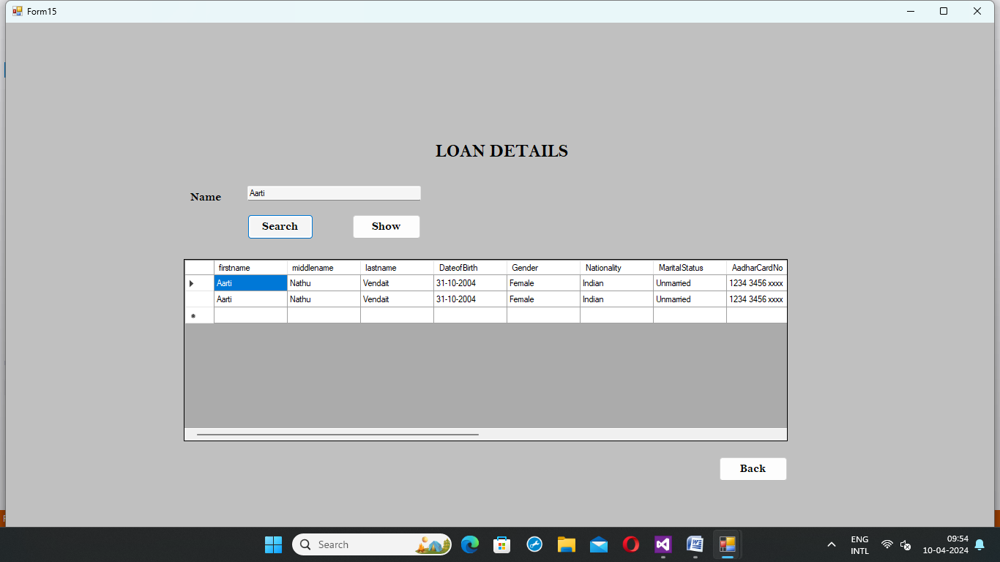 Form15
LOAN DETAILS
Name Aarti
Search Show
firstname middlename lastname DateofBirth Gender Nationality MaritalStatus AadharCardNo
Aarti Nathu Vendait 31-10-2004 Female Indian Unmarried 1234 3456 xxxx
Aarti Nathu Vendait 31-10-2004 Female Indian Unmarried 1234 3456 xxxx
Back
Search
ENG
INTL
09:54
10-04-2024